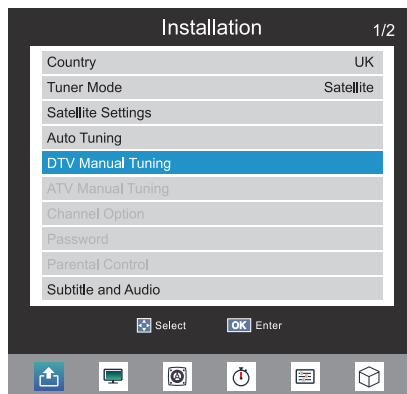 Installation 1/2
Country UK
Tuner Mode Satellite
Satellite Settings
Auto Tuning
DTV Manual Tuning
ATV Manual Tuning
Channel Option
Password
Parental Control
Subtitle and Audio
Select OK Enter